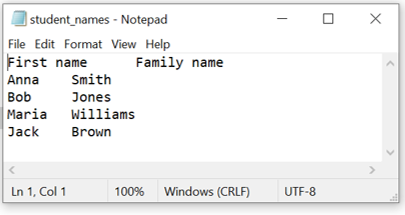 student_names - Notepad
File Edit Format View Help
First name Family name
Anna Smith
Bob Jones
Maria Williams
Jack Brown
Ln 1, Col 1 100% Windows (CRLF) UTF-8